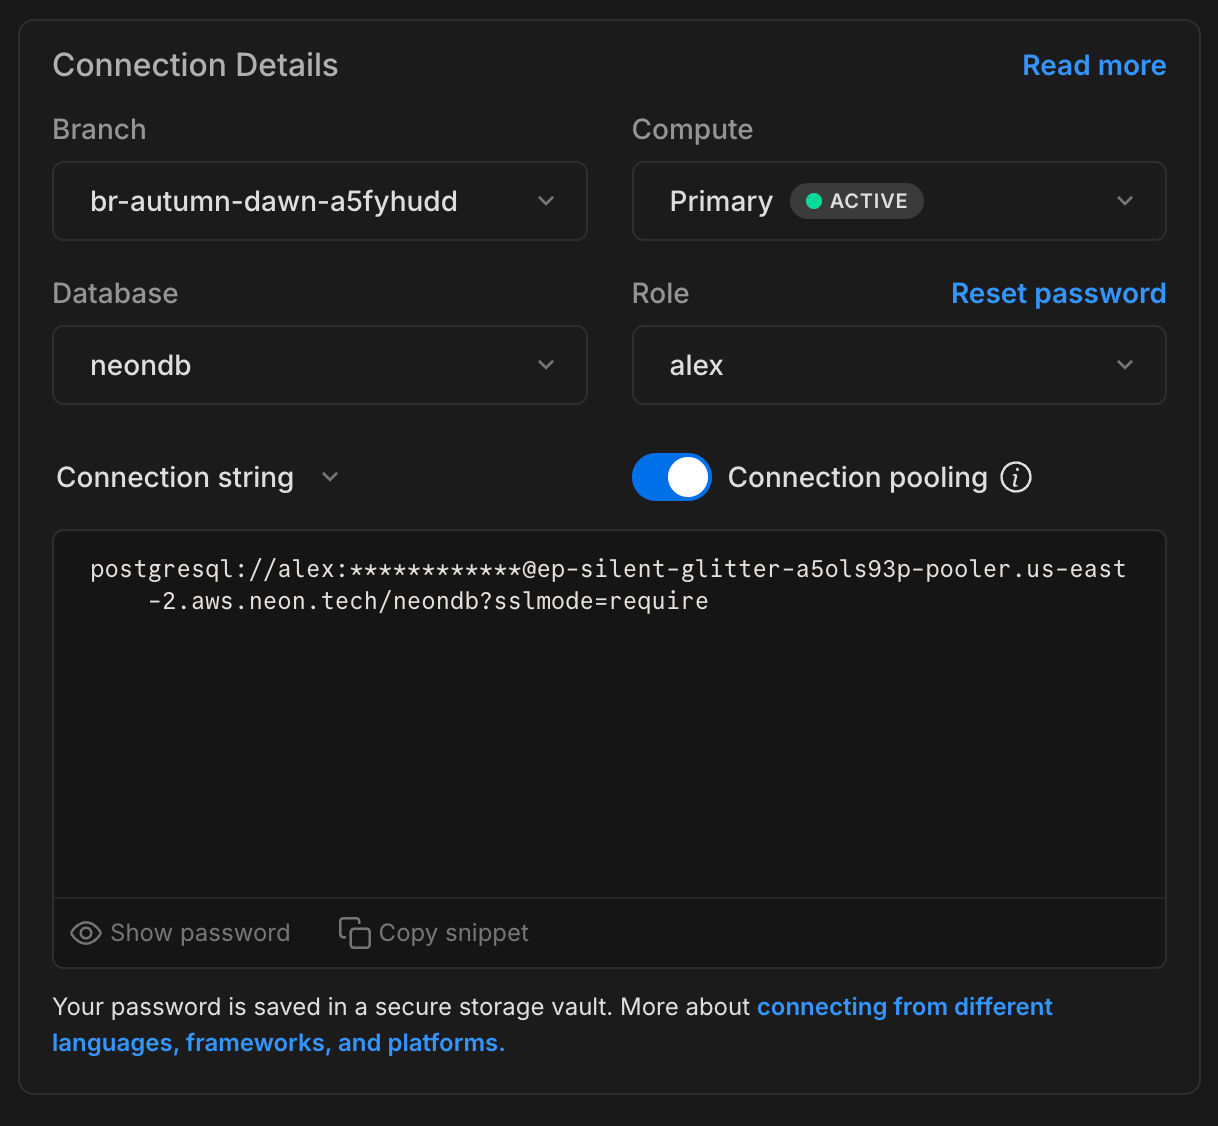 Connection Details
Read more
Branch
Compute
br-autumn-dawn-a5fyhudd
Primary
ACTIVE
Database
Role
Reset password
neondb
alex
Connection string
Connection pooling
postgresql://alex:************@ep-silent-glitter-a5ols93p-pooler.us-east
-2.aws.neon.tech/neondb?sslmode=require
Show password
Copy snippet
Your password is saved in a secure storage vault. More about connecting from different
languages, frameworks, and platforms.